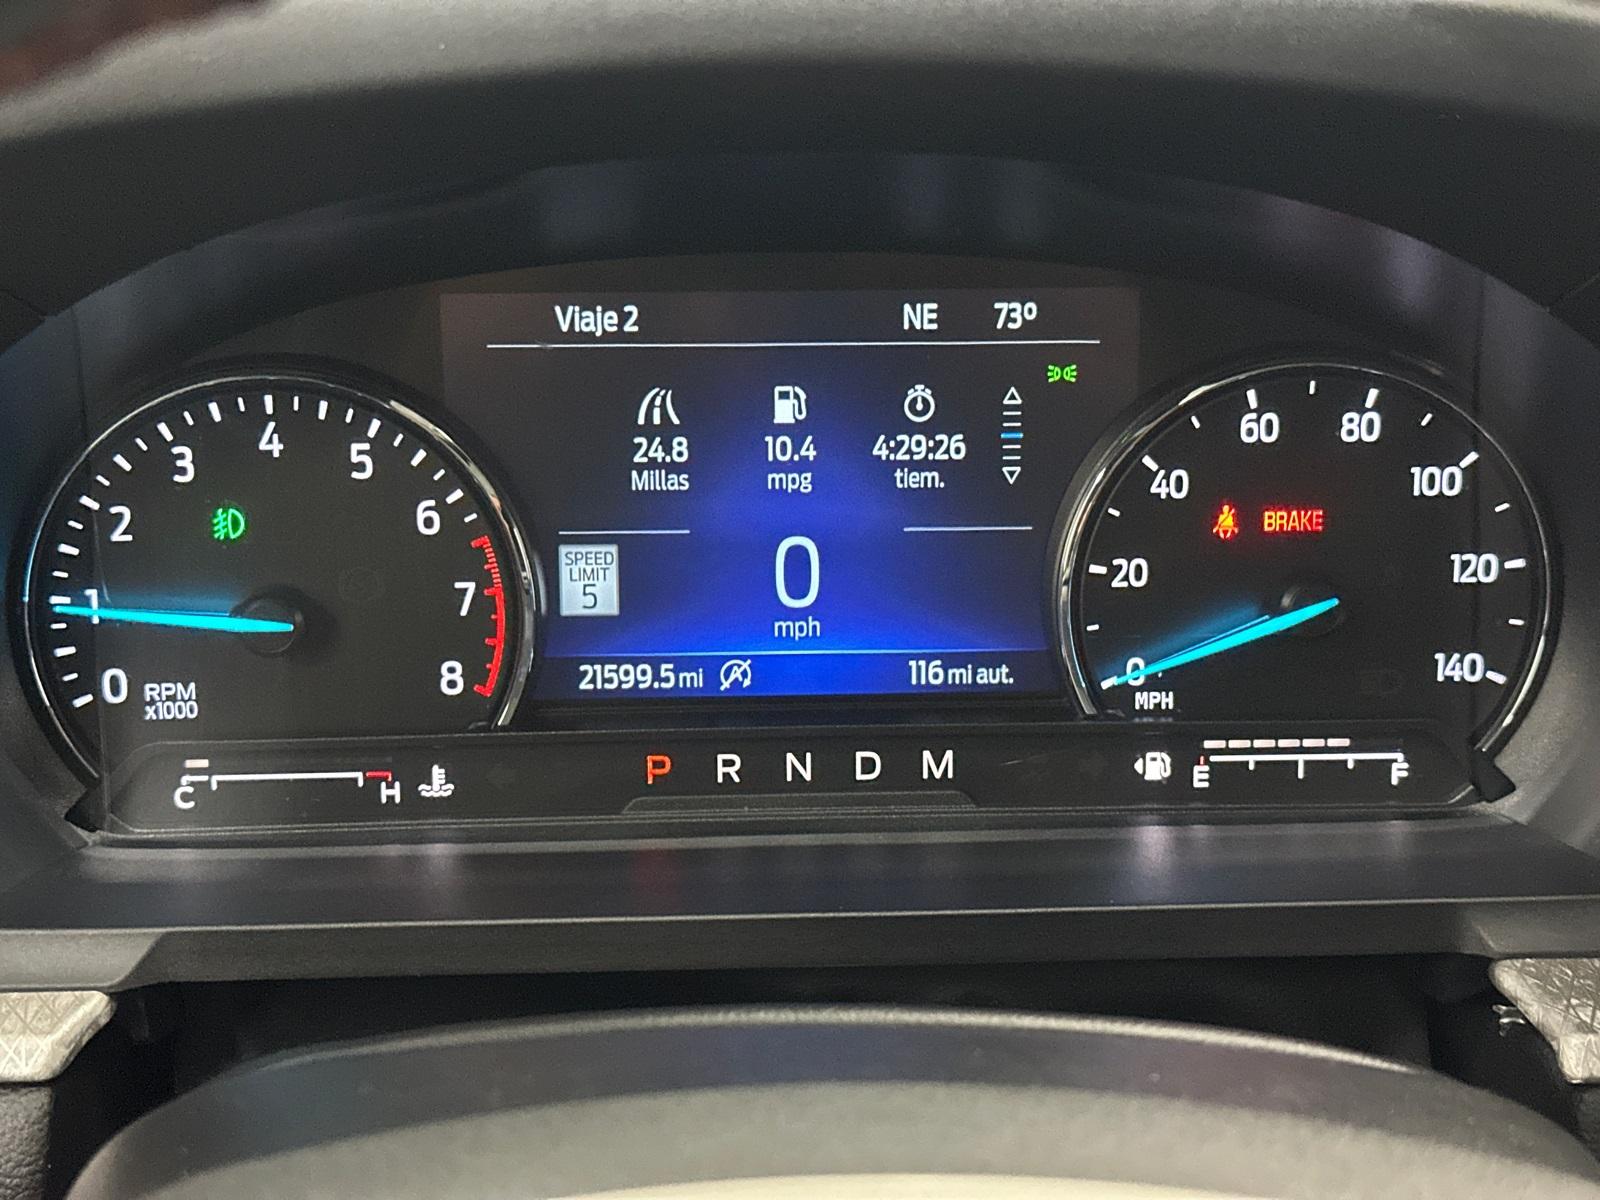 Viaje 2 NE 73º
24.8 10.4 4:29:26
Millas mpg tiem.
SPEED
LIMIT
5
0
mph
21599.5 mi 116 mi aut.
0 1 2 3 4 5 6 7 8
RPM
x1000
0 20 40 60 80 100 120 140
MPH
BRAKE
C H
P R N D M
E F